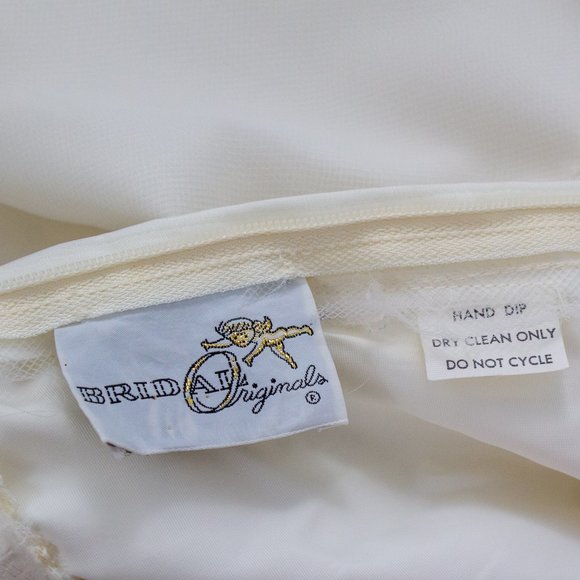 BRIDAL
Originals ®
HAND DIP
DRY CLEAN ONLY
DO NOT CYCLE